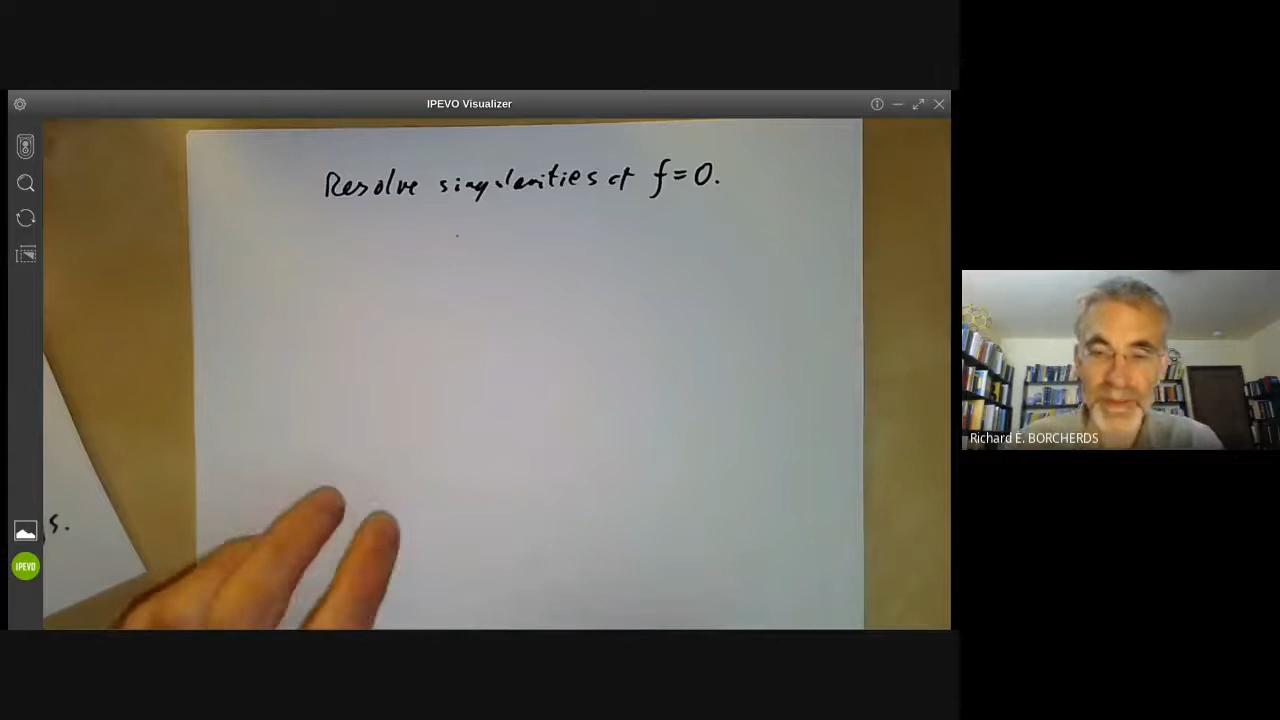 IPEVO Visualizer
Resolve singularities of f=0.
s.
IPEVO
Richard E. BORCHERDS